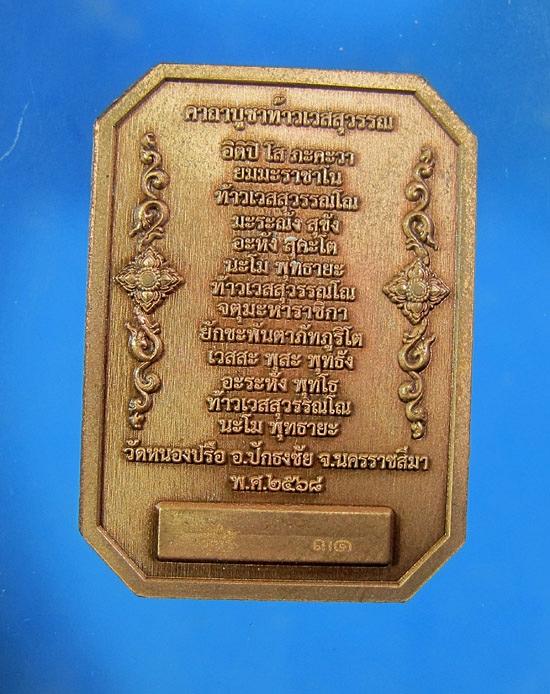 คาถาบูชาท้าวเวสสุวรรณ
อิติปิ โส ภะคะวา
ยมมะราชาโน
ท้าวเวสสุวรรณโณ
มะระณัง สุขัง
อะหัง สุคะโต
นะโม พุทธายะ
ท้าวเวสสุวรรณโณ
จตุมะหาราชิกา
ยักขะพันตาภัทภูริโต
เวสสะ พุสะ พุทธัง
อะระหัง พุทโธ
ท้าวเวสสุวรรณโณ
นะโม พุทธายะ
วัดหนองปรือ อ.ปักธงชัย จ.นครราชสีมา
พ.ศ.๒๕๖๘